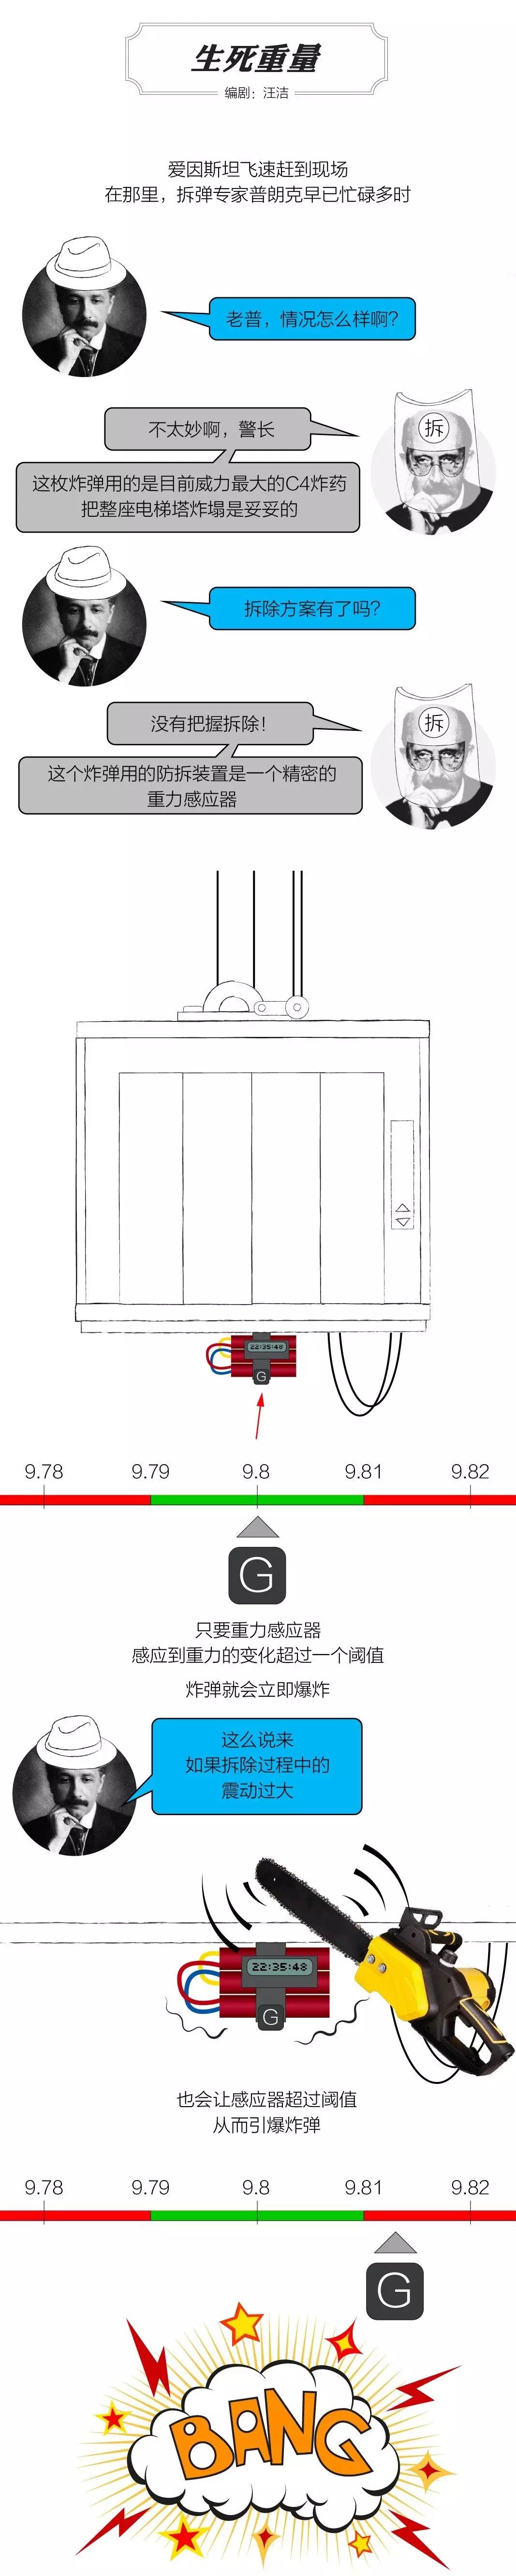 生死重量
编剧：汪洁
爱因斯坦飞速赶到现场
在那里，拆弹专家普朗克早已忙碌多时
老普，情况怎么样啊？
不太妙啊，警长
拆
这枚炸弹用的是目前威力最大的C4炸药
把整座电梯塔炸塌是妥妥的
拆除方案有了吗？
没有把握拆除！
拆
这个炸弹用的防拆装置是一个精密的
重力感应器
22:35:48
G
9.78 9.79 9.8 9.81 9.82
G
只要重力感应器
感应到重力的变化超过一个阈值
炸弹就会立即爆炸
这么说来
如果拆除过程中的
震动过大
22:35:48
G
也会让感应器超过阈值
从而引爆炸弹
9.78 9.79 9.8 9.81 9.82
G
BANG